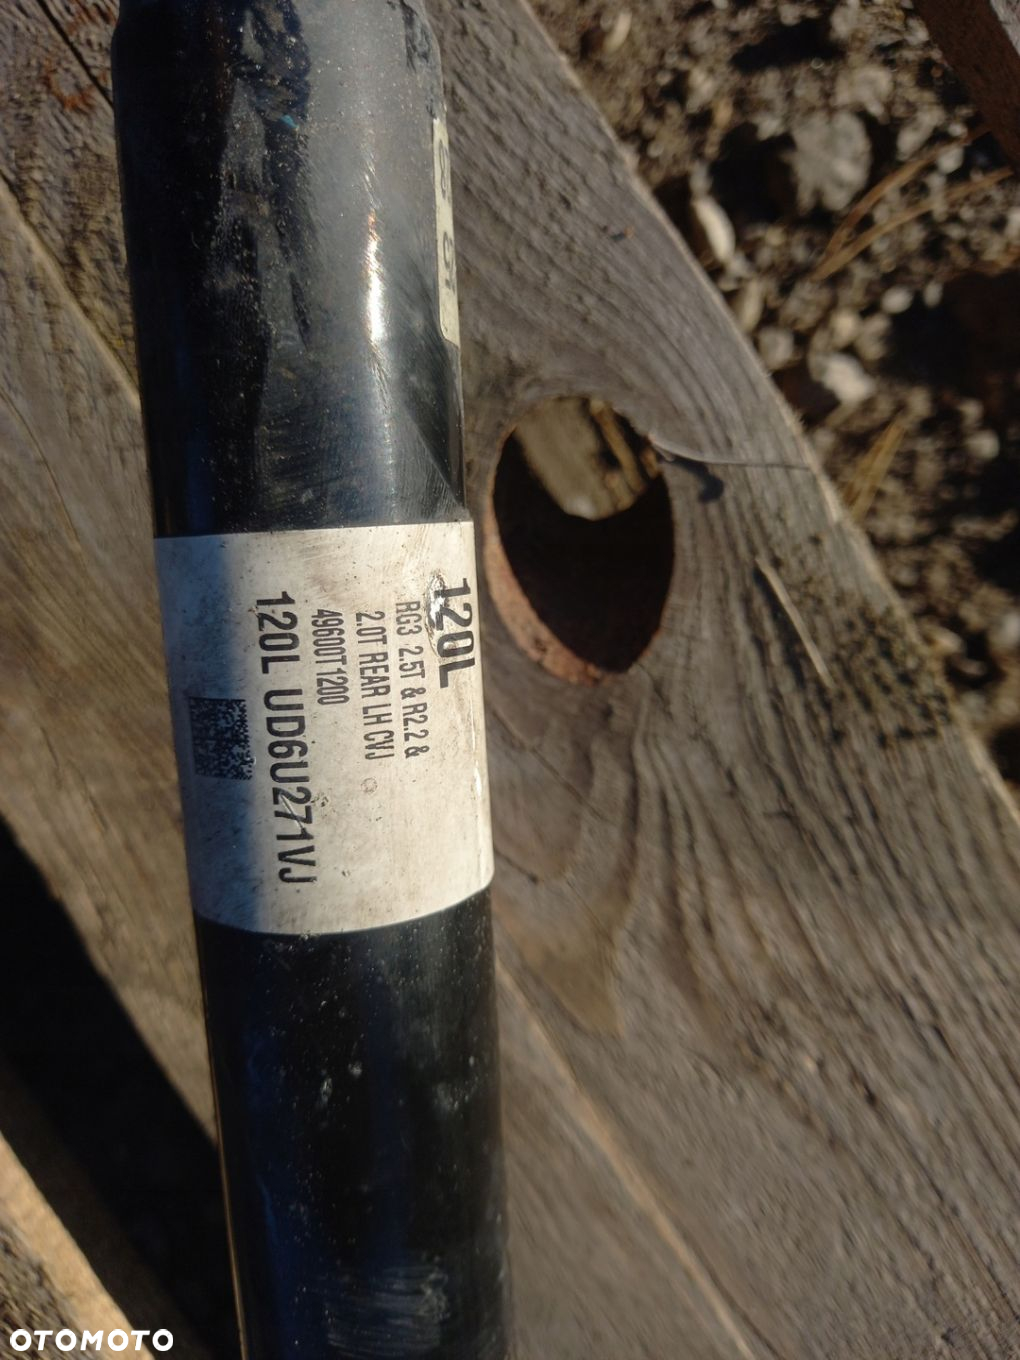 120L
RG3 2.5T & R2.2 &
2.0T REAR LH CVJ
49600T1200
120L UD6U271VJ
OTOMOTO